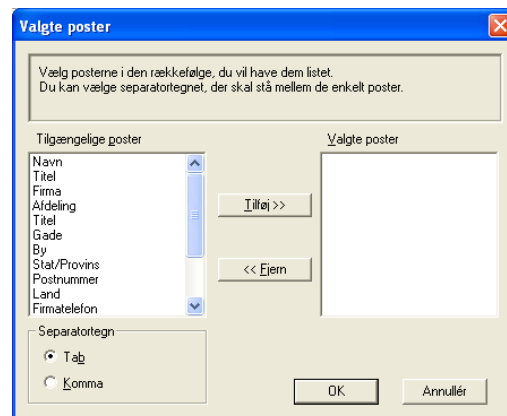 Valgte poster
Vælg posterne i den rækkefølge, du vil have dem listet.
Du kan vælge separatortegnet, der skal stå mellem de enkelt poster.
Tilgængelige poster
Navn
Titel
Firma
Afdeling
Titel
Gade
By
Stat/Provins
Postnummer
Land
Firmatelefon
Tilføj >>
<< Fjern
Valgte poster
Separatortegn
Tab
Komma
OK
Annullér